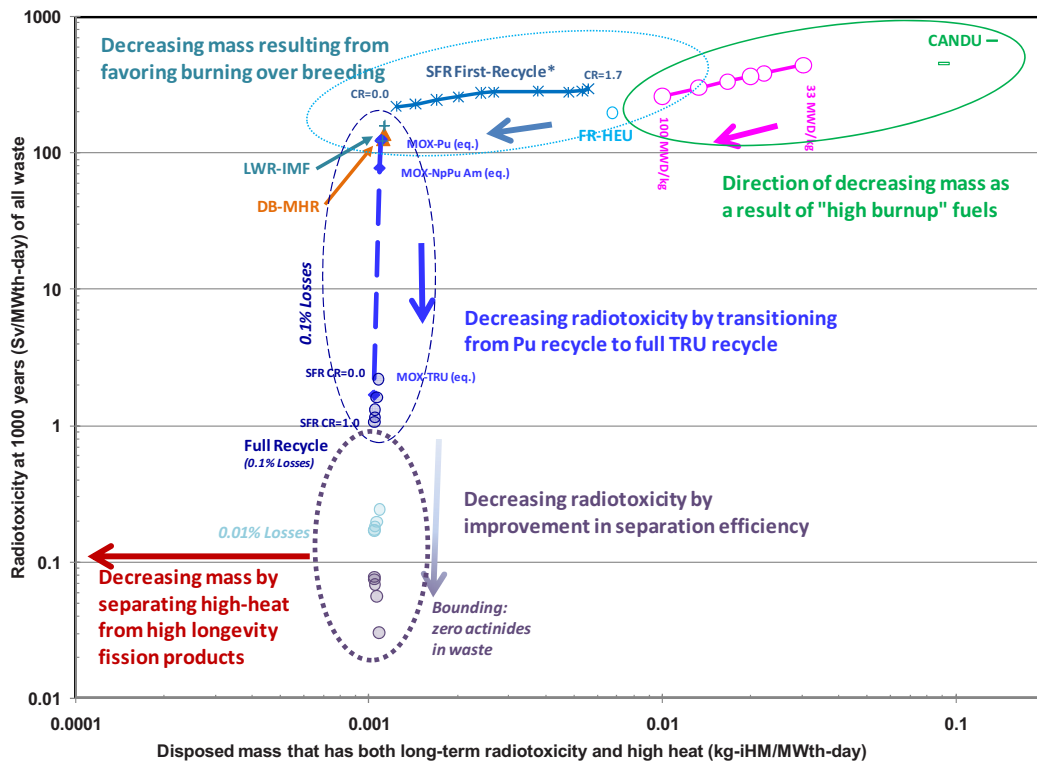 1000
100
10
1
0.1
0.01
Radiotoxicity at 1000 years (Sv/MWth-day) of all waste
Decreasing mass resulting from
favoring burning over breeding
CR=0.0
SFR First-Recycle*
CR=1.7
CANDU
33 MWD/kg
100 MWD/kg
FR-HEU
MOX-Pu (eq.)
LWR-IMF
MOX-NpPu Am (eq.)
DB-MHR
Direction of decreasing mass as
a result of "high burnup" fuels
0.1% Losses
Decreasing radiotoxicity by transitioning
from Pu recycle to full TRU recycle
SFR CR=0.0
MOX-TRU (eq.)
SFR CR=1.0
Full Recycle
(0.1% Losses)
Decreasing radiotoxicity by
improvement in separation efficiency
0.01% Losses
Decreasing mass by
separating high-heat
from high longevity
fission products
Bounding:
zero actinides
in waste
0.0001
0.001
0.01
0.1
Disposed mass that has both long-term radiotoxicity and high heat (kg-iHM/MWth-day)